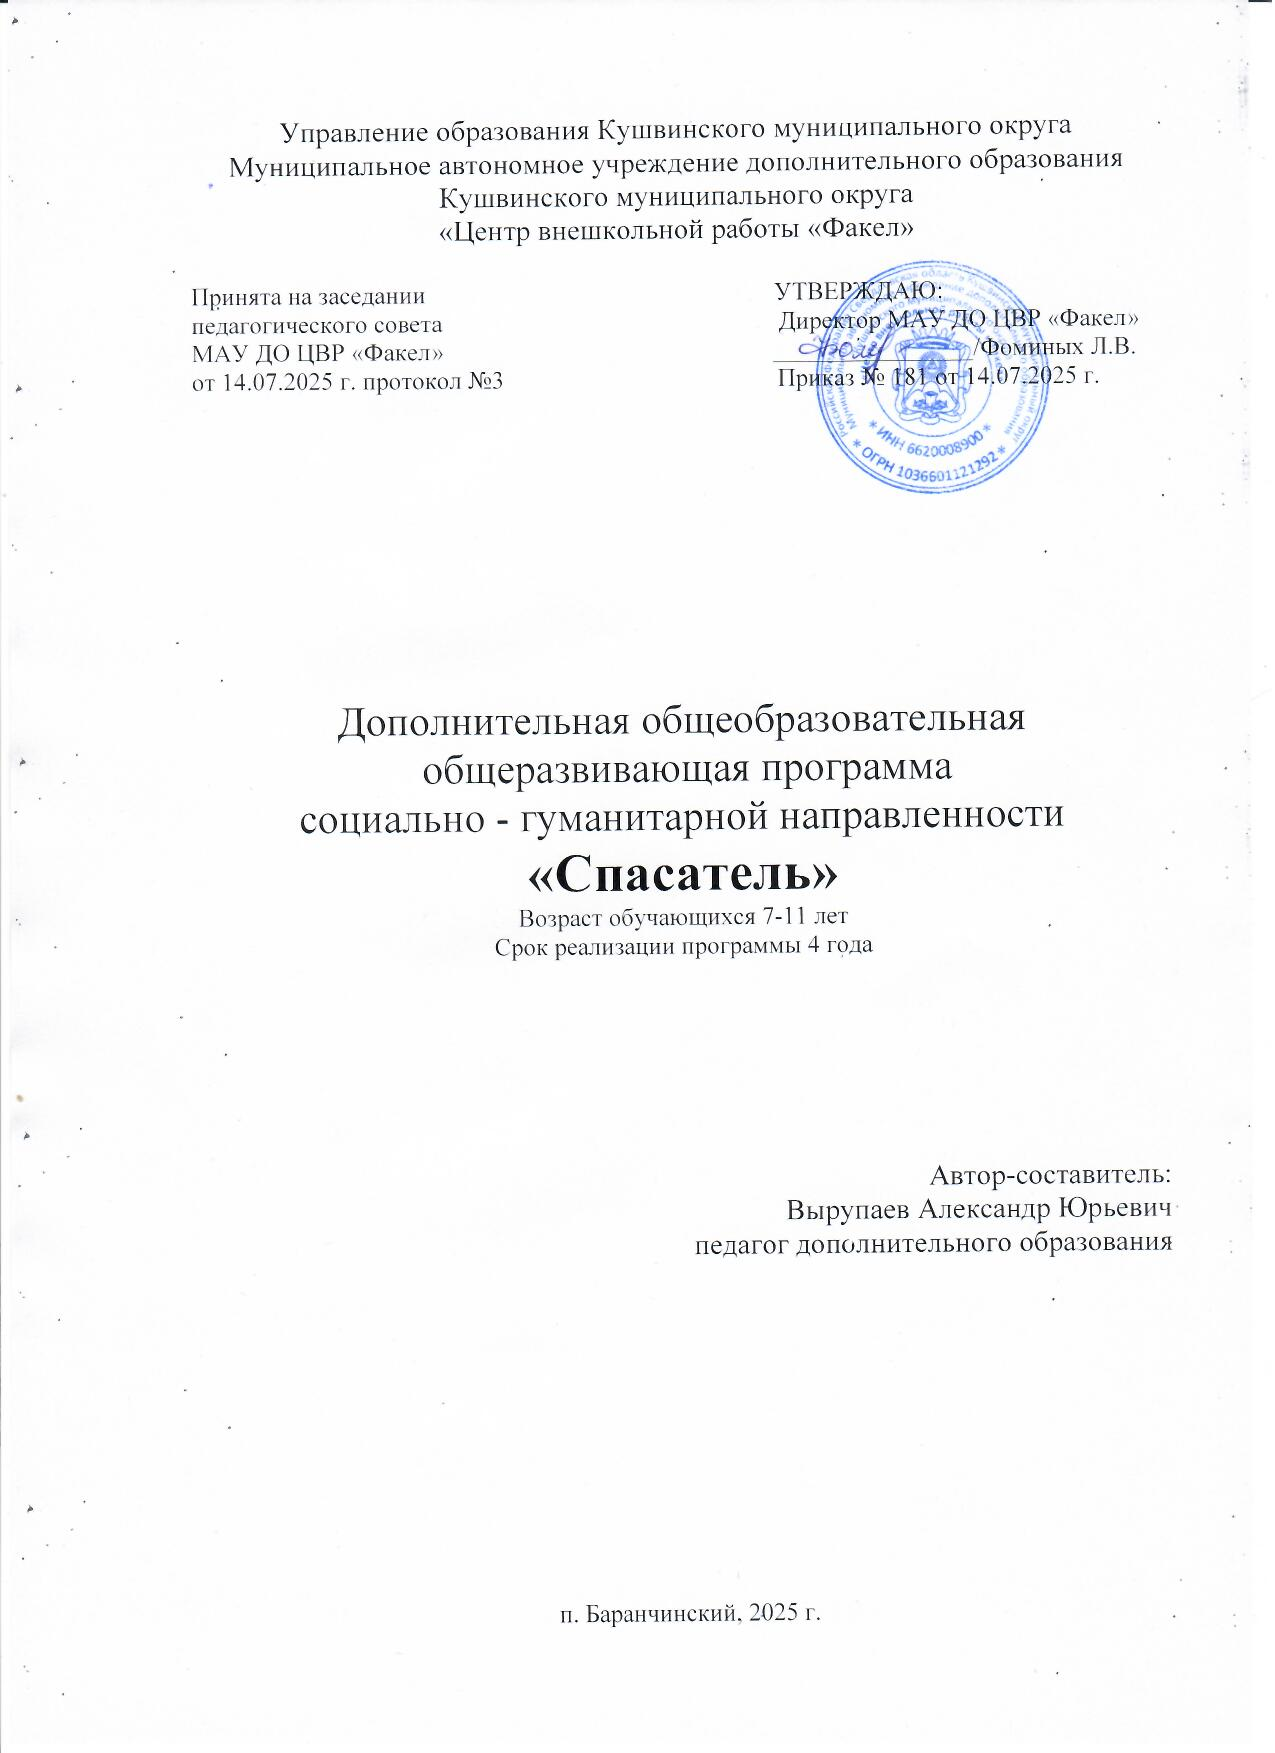 Управление образования Кушвинского муниципального округа
Муниципальное автономное учреждение дополнительного образования
Кушвинского муниципального округа
«Центр внешкольной работы «Факел»
Принята на заседании
педагогического совета
МАУ ДО ЦВР «Факел»
от 14.07.2025 г. протокол №3
УТВЕРЖДАЮ:
Директор МАУ ДО ЦВР «Факел»
/Фоминых Л.В.
Приказ № 181 от 14.07.2025 г.
* ИНН 6620008900 *
* ОГРН 1036601121292 *
Дополнительная общеобразовательная
общеразвивающая программа
социально - гуманитарной направленности
«Спасатель»
Возраст обучающихся 7-11 лет
Срок реализации программы 4 года
Автор-составитель:
Вырупаев Александр Юрьевич
педагог дополнительного образования
п. Баранчинский, 2025 г.